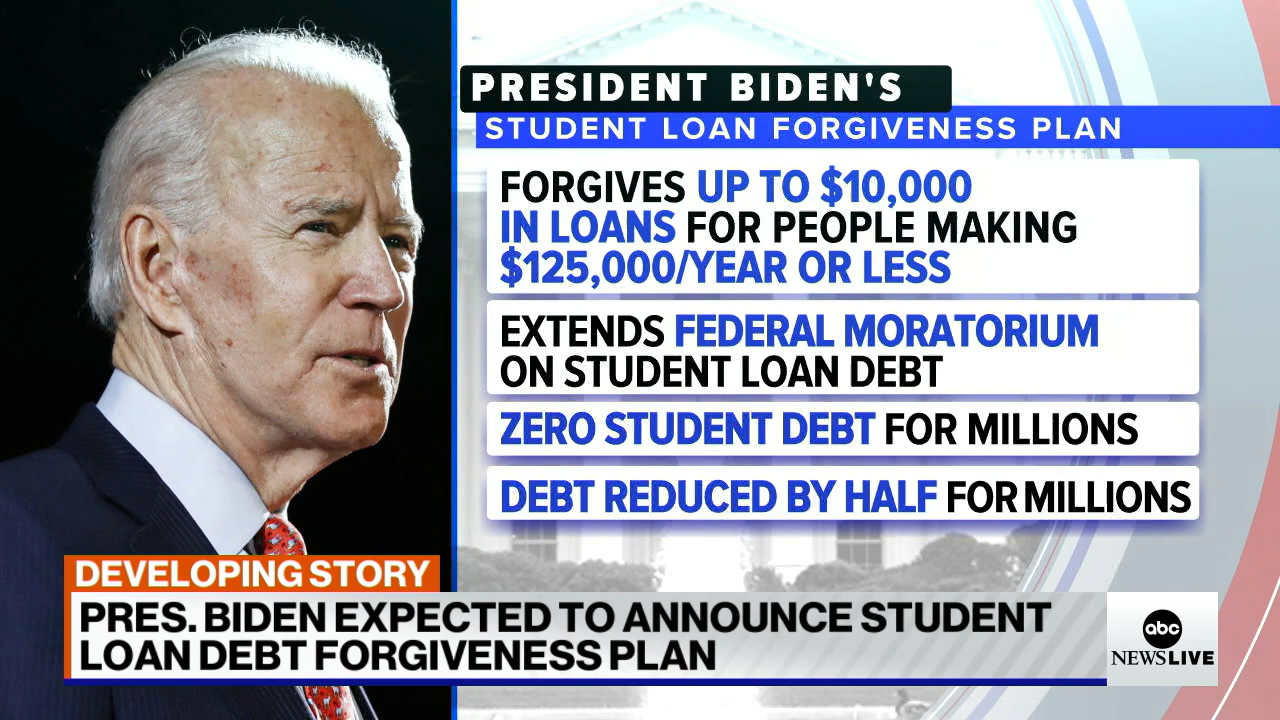 PRESIDENT BIDEN'S
STUDENT LOAN FORGIVENESS PLAN
FORGIVES UP TO $10,000
IN LOANS FOR PEOPLE MAKING
$125,000/YEAR OR LESS
EXTENDS FEDERAL MORATORIUM
ON STUDENT LOAN DEBT
ZERO STUDENT DEBT FOR MILLIONS
DEBT REDUCED BY HALF FOR MILLIONS
DEVELOPING STORY
PRES. BIDEN EXPECTED TO ANNOUNCE STUDENT
LOAN DEBT FORGIVENESS PLAN
abc
NEWSLIVE